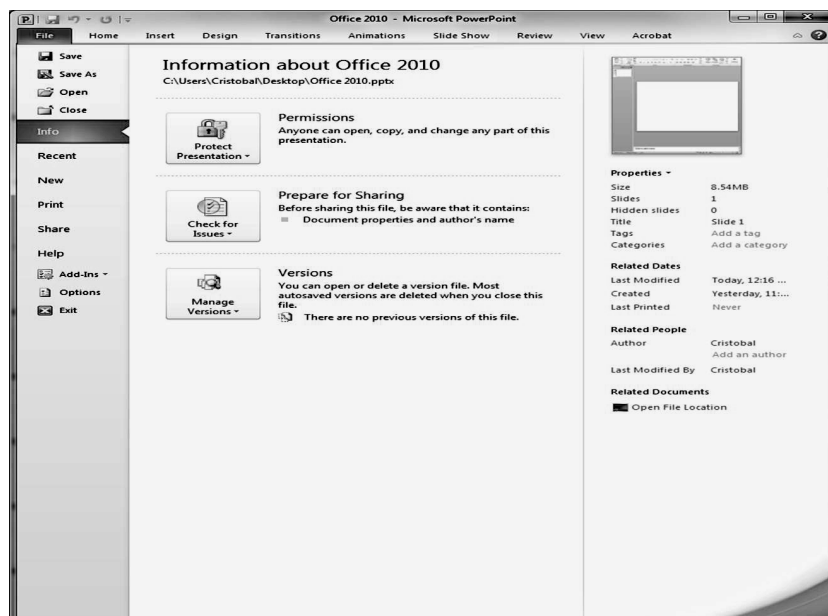 Office 2010 - Microsoft PowerPoint
File Home Insert Design Transitions Animations Slide Show Review View Acrobat
Save
Save As
Open
Close
Info
Recent
New
Print
Share
Help
Add-Ins
Options
Exit
Information about Office 2010
C:\Users\Cristobal\Desktop\Office 2010.pptx
Protect
Presentation
Permissions
Anyone can open, copy, and change any part of this
presentation.
Check for
Issues
Prepare for Sharing
Before sharing this file, be aware that it contains:
Document properties and author's name
Manage
Versions
Versions
You can open or delete a version file. Most
autosaved versions are deleted when you close this
file.
There are no previous versions of this file.
Properties
Size 8.54MB
Slides 1
Hidden slides 0
Title Slide 1
Tags Add a tag
Categories Add a category
Related Dates
Last Modified Today, 12:16 ...
Created Yesterday, 11:...
Last Printed Never
Related People
Author Cristobal
Add an author
Last Modified By Cristobal
Related Documents
Open File Location